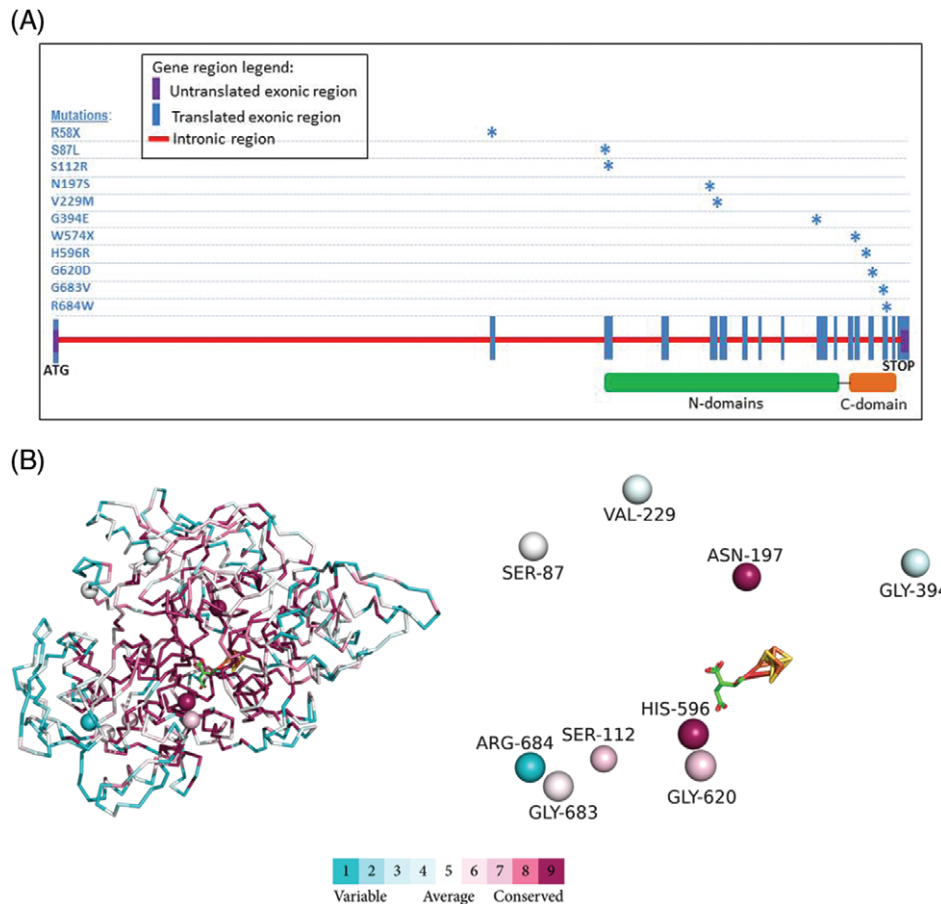 (A)
Gene region legend:
Untranslated exonic region
Translated exonic region
Intronic region
Mutations:
R58X
S87L
S112R
N197S
V229M
G394E
W574X
H596R
G620D
G683V
R684W
ATG
STOP
N-domains
C-domain
(B)
VAL-229
SER-87
ASN-197
GLY-394
HIS-596
ARG-684
SER-112
GLY-683
GLY-620
1 2 3 4 5 6 7 8 9
Variable Average Conserved